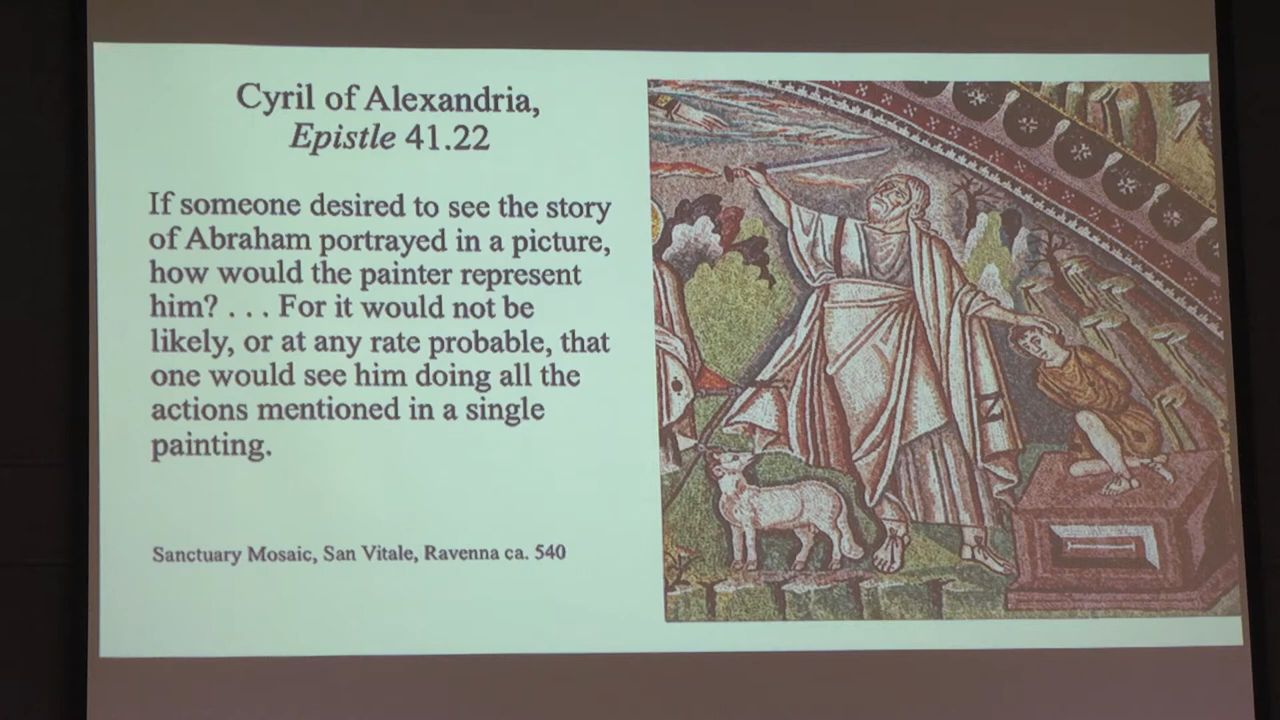 Cyril of Alexandria,
Epistle 41.22
If someone desired to see the story
of Abraham portrayed in a picture,
how would the painter represent
him? . . . For it would not be
likely, or at any rate probable, that
one would see him doing all the
actions mentioned in a single
painting.
Sanctuary Mosaic, San Vitale, Ravenna ca. 540
N